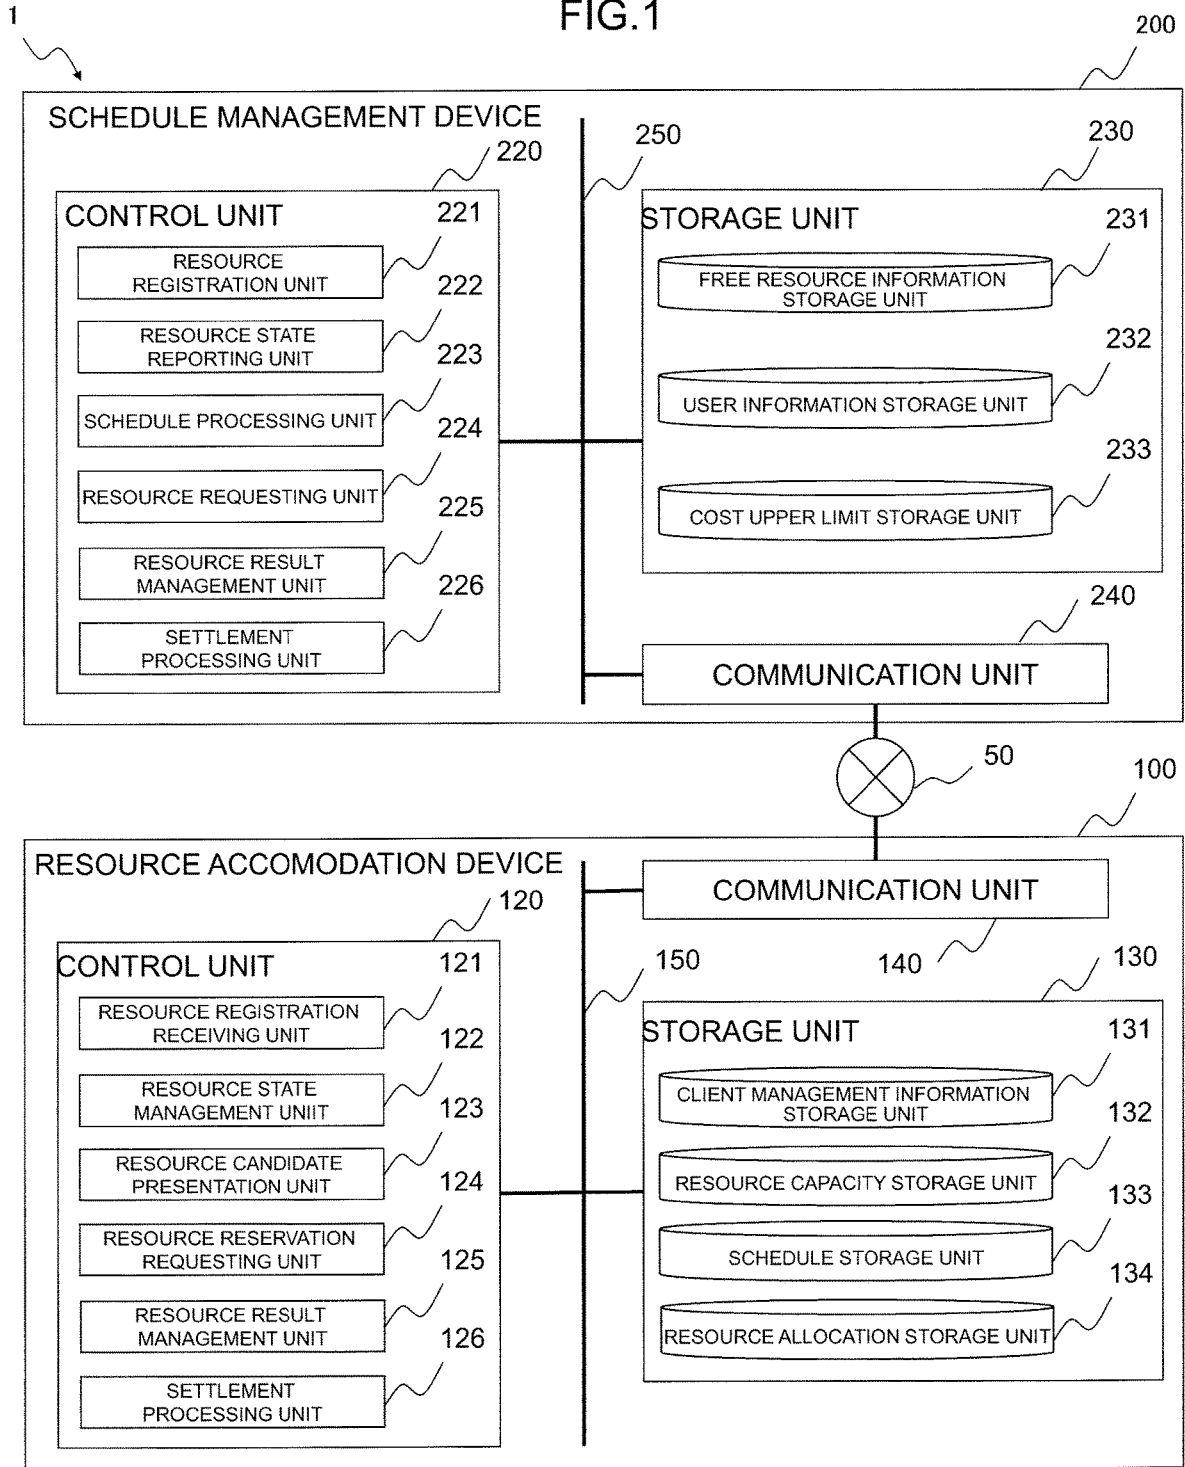 FIG.1
1
200
SCHEDULE MANAGEMENT DEVICE
220
250
230
CONTROL UNIT
221
RESOURCE
REGISTRATION UNIT
222
RESOURCE STATE
REPORTING UNIT
223
SCHEDULE PROCESSING UNIT
224
RESOURCE REQUESTING UNIT
225
RESOURCE RESULT
MANAGEMENT UNIT
226
SETTLEMENT
PROCESSING UNIT
STORAGE UNIT
231
FREE RESOURCE INFORMATION
STORAGE UNIT
232
USER INFORMATION STORAGE UNIT
233
COST UPPER LIMIT STORAGE UNIT
240
COMMUNICATION UNIT
50
100
RESOURCE ACCOMODATION DEVICE
COMMUNICATION UNIT
140
120
150
130
CONTROL UNIT
121
RESOURCE REGISTRATION
RECEIVING UNIT
122
RESOURCE STATE
MANAGEMENT UNIIT
123
RESOURCE CANDIDATE
PRESENTATION UNIT
124
RESOURCE RESERVATION
REQUESTING UNIT
125
RESOURCE RESULT
MANAGEMENT UNIT
126
SETTLEMENT
PROCESSING UNIT
STORAGE UNIT
131
CLIENT MANAGEMENT INFORMATION
STORAGE UNIT
132
RESOURCE CAPACITY STORAGE UNIT
133
SCHEDULE STORAGE UNIT
134
RESOURCE ALLOCATION STORAGE UNIT